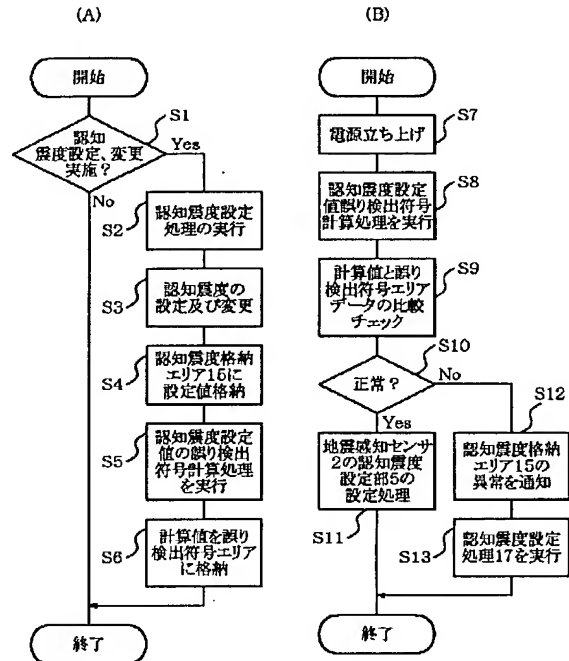 (A)
開始
S1
認知
震度設定、変更
実施？
Yes
No
S2
認知震度設定
処理の実行
S3
認知震度の
設定及び変更
S4
認知震度格納
エリア15に
設定値格納
S5
認知震度設定
値の誤り検出
符号計算処理
を実行
S6
計算値を誤り
検出符号エリア
に格納
終了
(B)
開始
S7
電源立ち上げ
S8
認知震度設定
値誤り検出符号
計算処理を実行
S9
計算値と誤り
検出符号エリア
データの比較
チェック
S10
正常？
No
Yes
S12
地震感知センサ
2の認知震度
設定部5の
設定処理
S11
認知震度格納
エリア15の
異常を通知
S13
認知震度設定
処理17を実行
終了